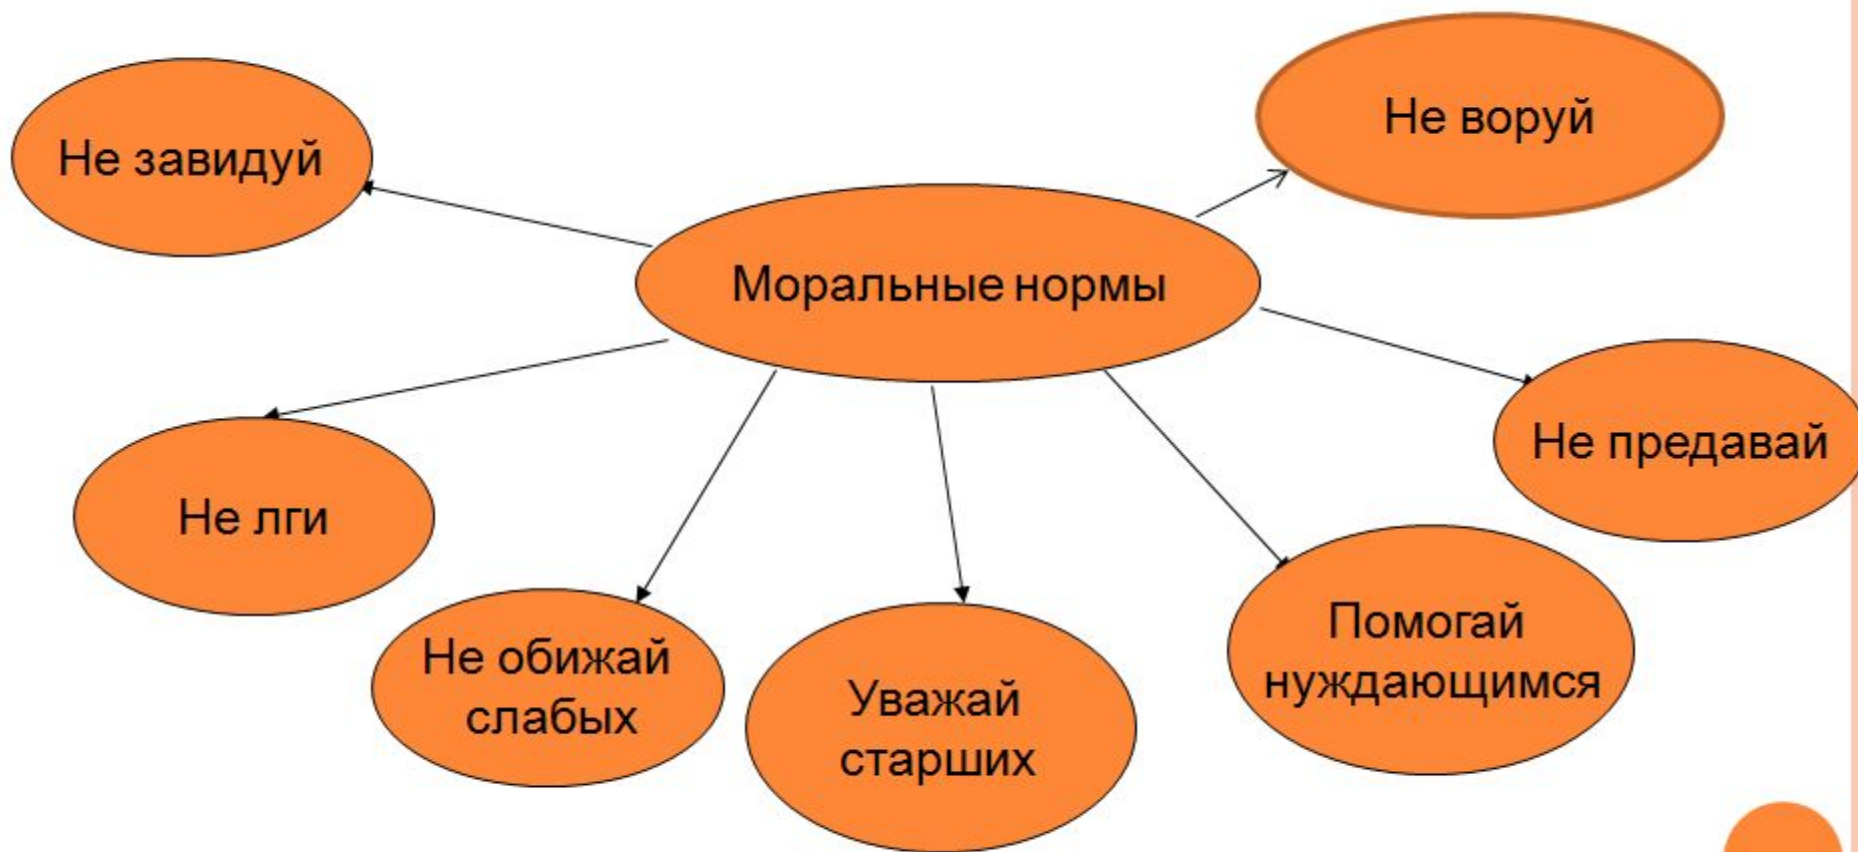 Не завидуй
Не воруй
Моральные нормы
Не предавай
Не лги
Не обижай
слабых
Уважай
старших
Помогай
нуждающимся